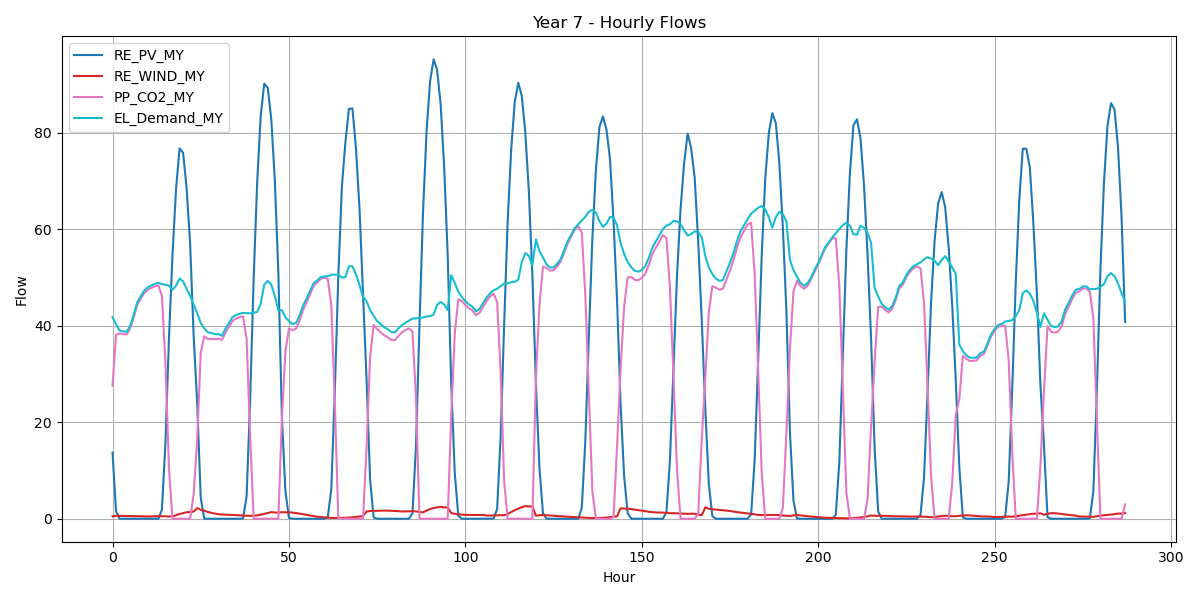 Year 7 - Hourly Flows
RE_PV_MY
RE_WIND_MY
PP_CO2_MY
EL_Demand_MY
Flow
80
60
40
20
0
0 50 100 150 200 250 300
Hour